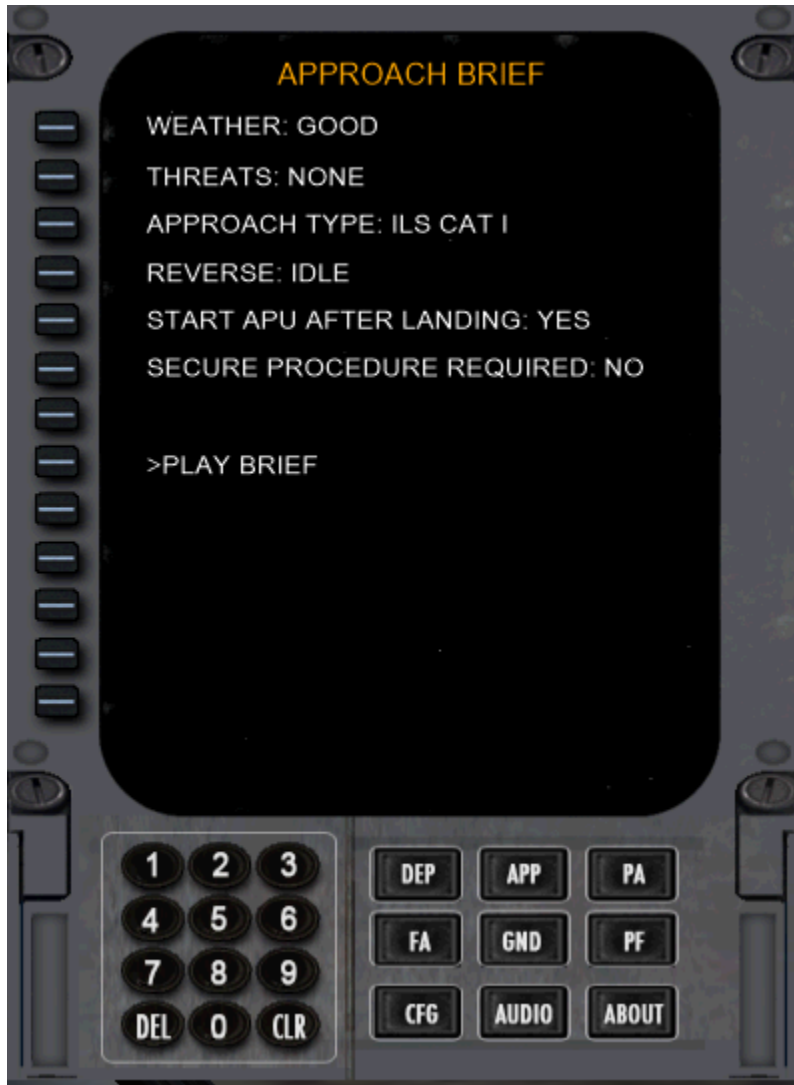 APPROACH BRIEF
WEATHER: GOOD
THREATS: NONE
APPROACH TYPE: ILS CAT I
REVERSE: IDLE
START APU AFTER LANDING: YES
SECURE PROCEDURE REQUIRED: NO
>PLAY BRIEF
1 2 3
DEP APP PA
4 5 6
FA GND PF
7 8 9
DEL 0 CLR
CFG AUDIO ABOUT